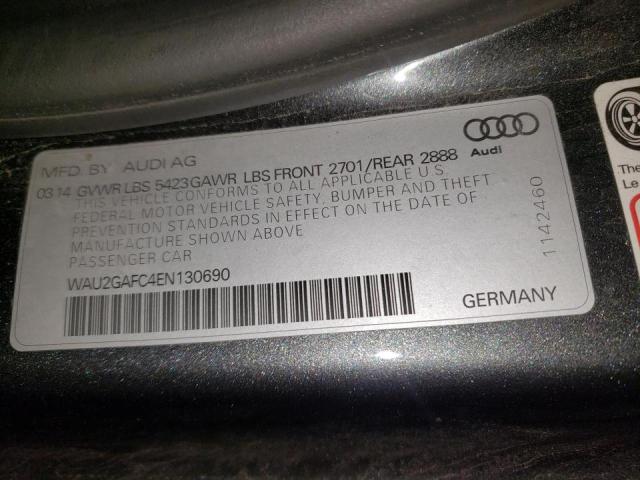 MFD. BY AUDI AG
Audi
03 14 GVWR LBS 5423 GAWR LBS FRONT 2701/REAR 2888
THIS VEHICLE CONFORMS TO ALL APPLICABLE U.S.
FEDERAL MOTOR VEHICLE SAFETY, BUMPER AND THEFT
PREVENTION STANDARDS IN EFFECT ON THE DATE OF
MANUFACTURE SHOWN ABOVE
PASSENGER CAR
WAU2GAFC4EN130690
1142460
GERMANY
The
Le